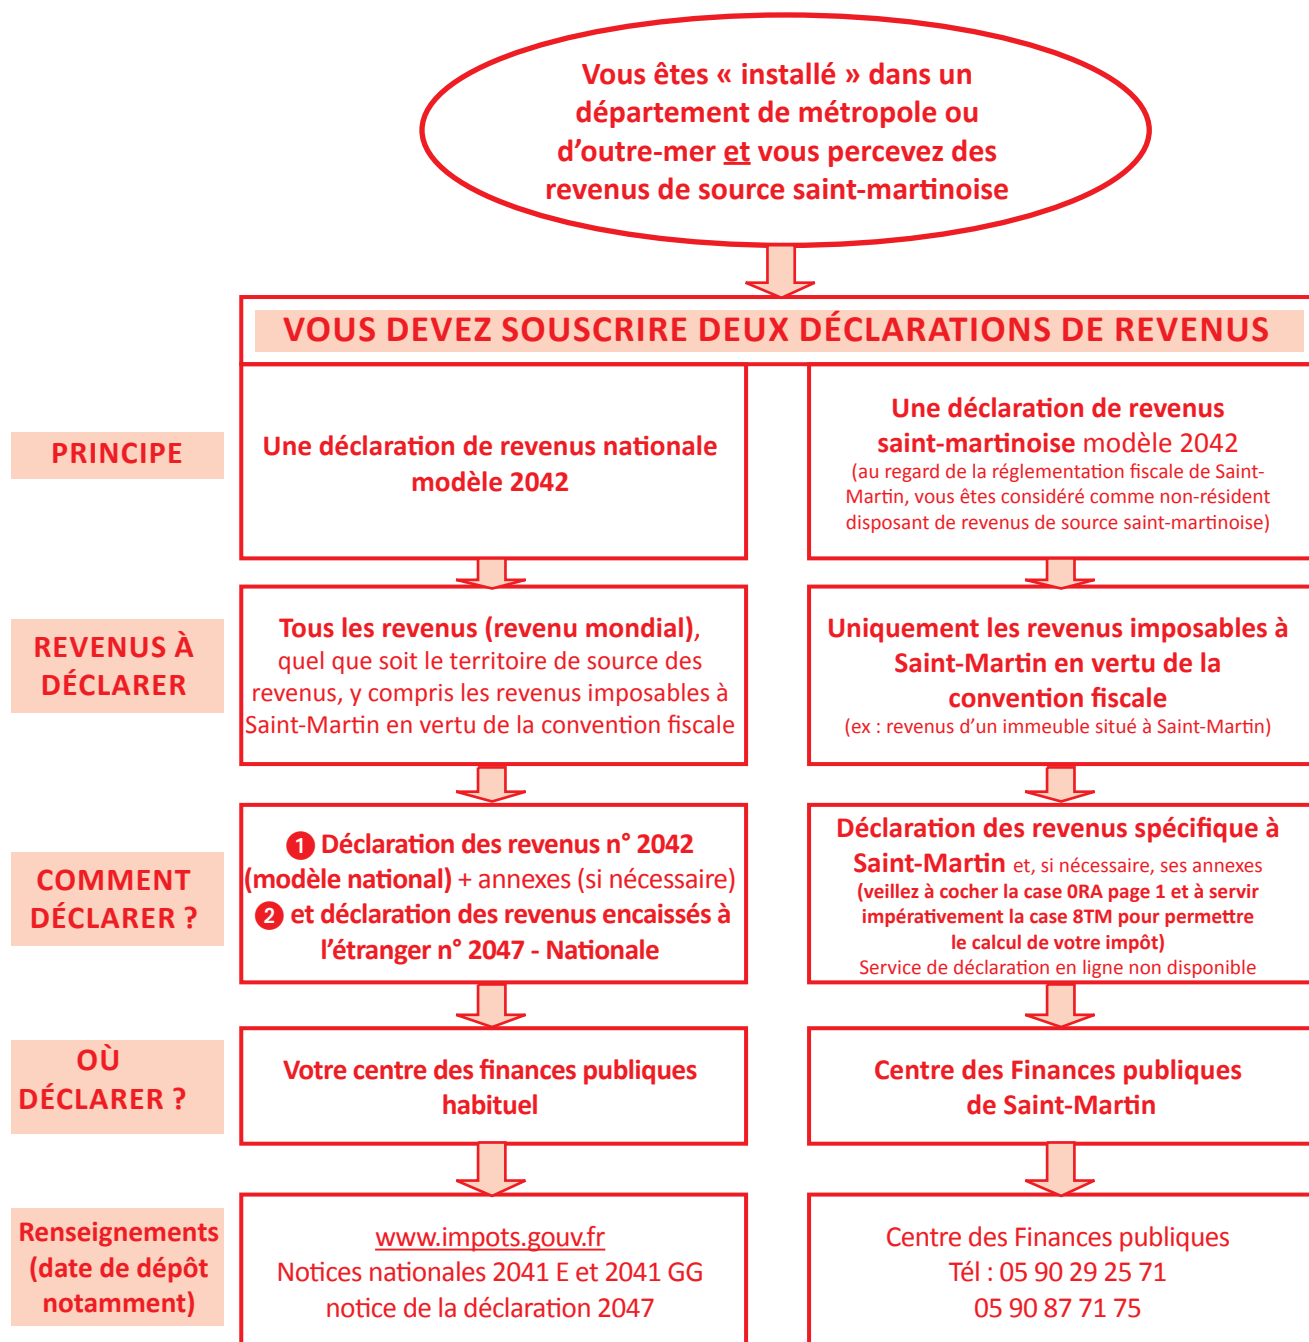 Vous êtes « installé » dans un
département de métropole ou
d'outre-mer et vous percevez des
revenus de source saint-martinoise
VOUS DEVEZ SOUSCRIRE DEUX DÉCLARATIONS DE REVENUS
PRINCIPE
Une déclaration de revenus nationale
modèle 2042
Une déclaration de revenus
saint-martinoise modèle 2042
(au regard de la réglementation fiscale de Saint-
Martin, vous êtes considéré comme non-résident
disposant de revenus de source saint-martinoise)
REVENUS À
DÉCLARER
Tous les revenus (revenu mondial),
quel que soit le territoire de source des
revenus, y compris les revenus imposables à
Saint-Martin en vertu de la convention fiscale
Uniquement les revenus imposables à
Saint-Martin en vertu de la
convention fiscale
(ex : revenus d'un immeuble situé à Saint-Martin)
COMMENT
DÉCLARER ?
❶ Déclaration des revenus n° 2042
(modèle national) + annexes (si nécessaire)
❷ et déclaration des revenus encaissés à
l'étranger n° 2047 - Nationale
Déclaration des revenus spécifique à
Saint-Martin et, si nécessaire, ses annexes
(veillez à cocher la case 0RA page 1 et à servir
impérativement la case 8TM pour permettre
le calcul de votre impôt)
Service de déclaration en ligne non disponible
OÙ
DÉCLARER ?
Votre centre des finances publiques
habituel
Centre des Finances publiques
de Saint-Martin
Renseignements
(date de dépôt
notamment)
www.impots.gouv.fr
Notices nationales 2041 E et 2041 GG
notice de la déclaration 2047
Centre des Finances publiques
Tél : 05 90 29 25 71
05 90 87 71 75